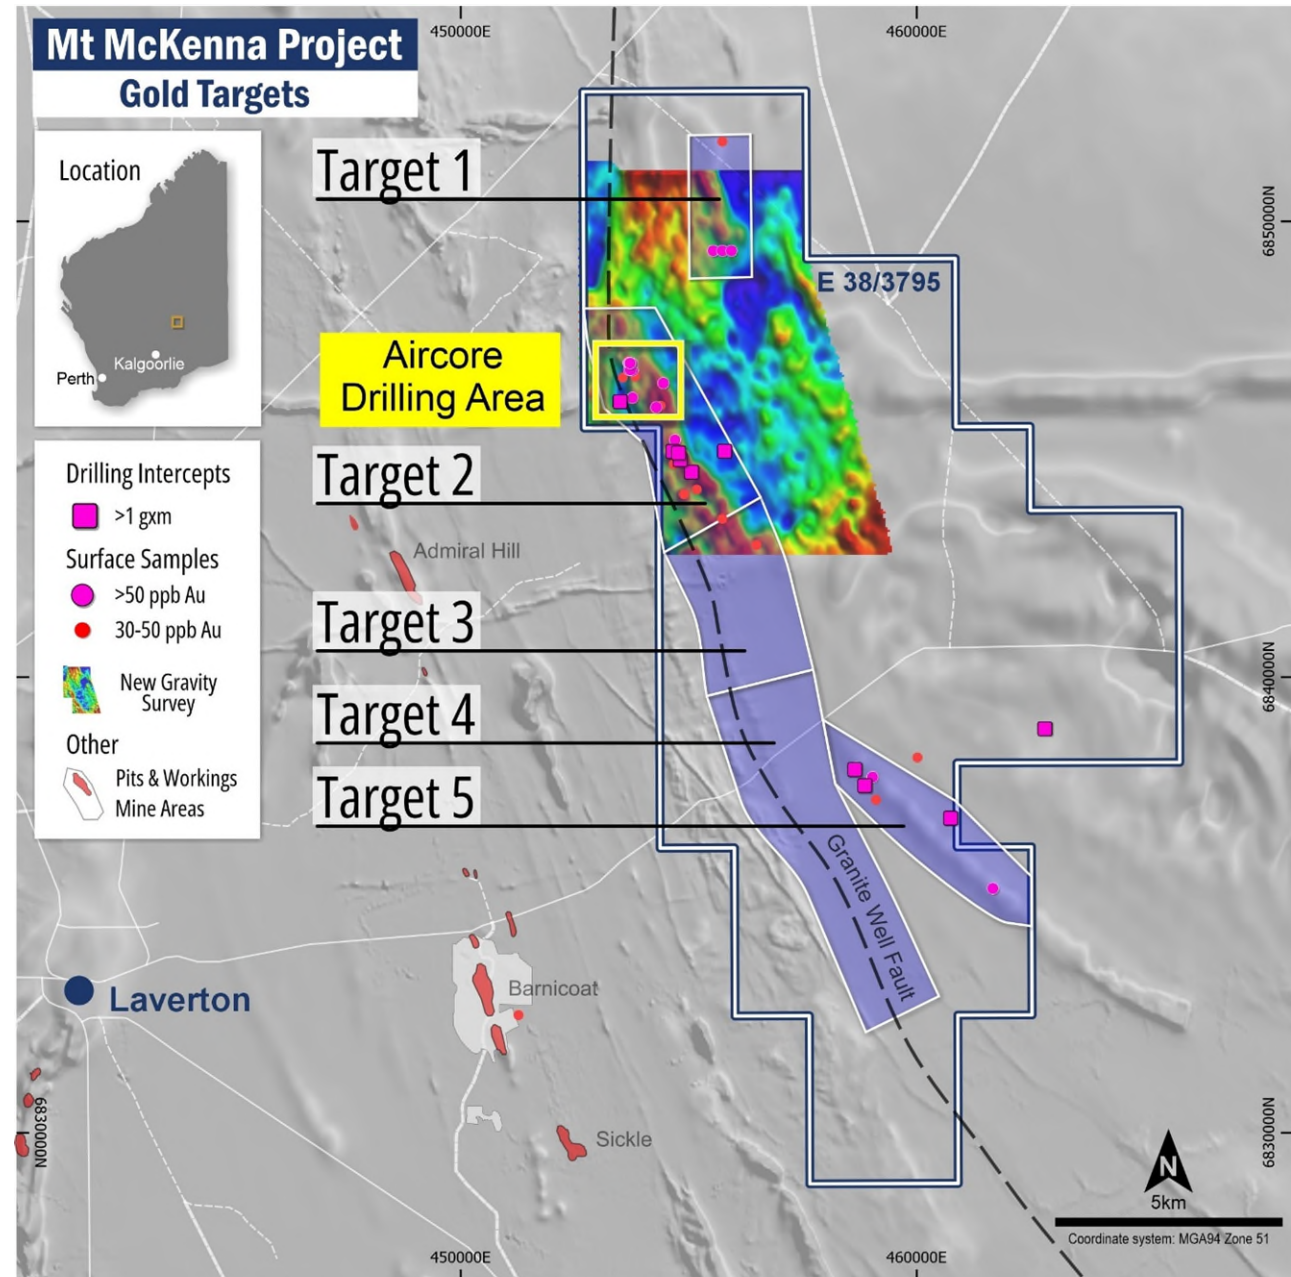 Mt McKenna Project
Gold Targets
450000E
460000E
Location
Kalgoorlie
Perth
Target 1
6850000N
E 38/3795
Aircore
Drilling Area
Drilling Intercepts
>1 gxm
Surface Samples
>50 ppb Au
30-50 ppb Au
New Gravity
Survey
Other
Pits & Workings
Mine Areas
Target 2
Admiral Hill
Target 3
6840000N
Target 4
Target 5
Granite Well Fault
Laverton
Barnicoat
Sickle
6830000N
6830000N
N
5km
Coordinate system: MGA94 Zone 51
450000E
460000E